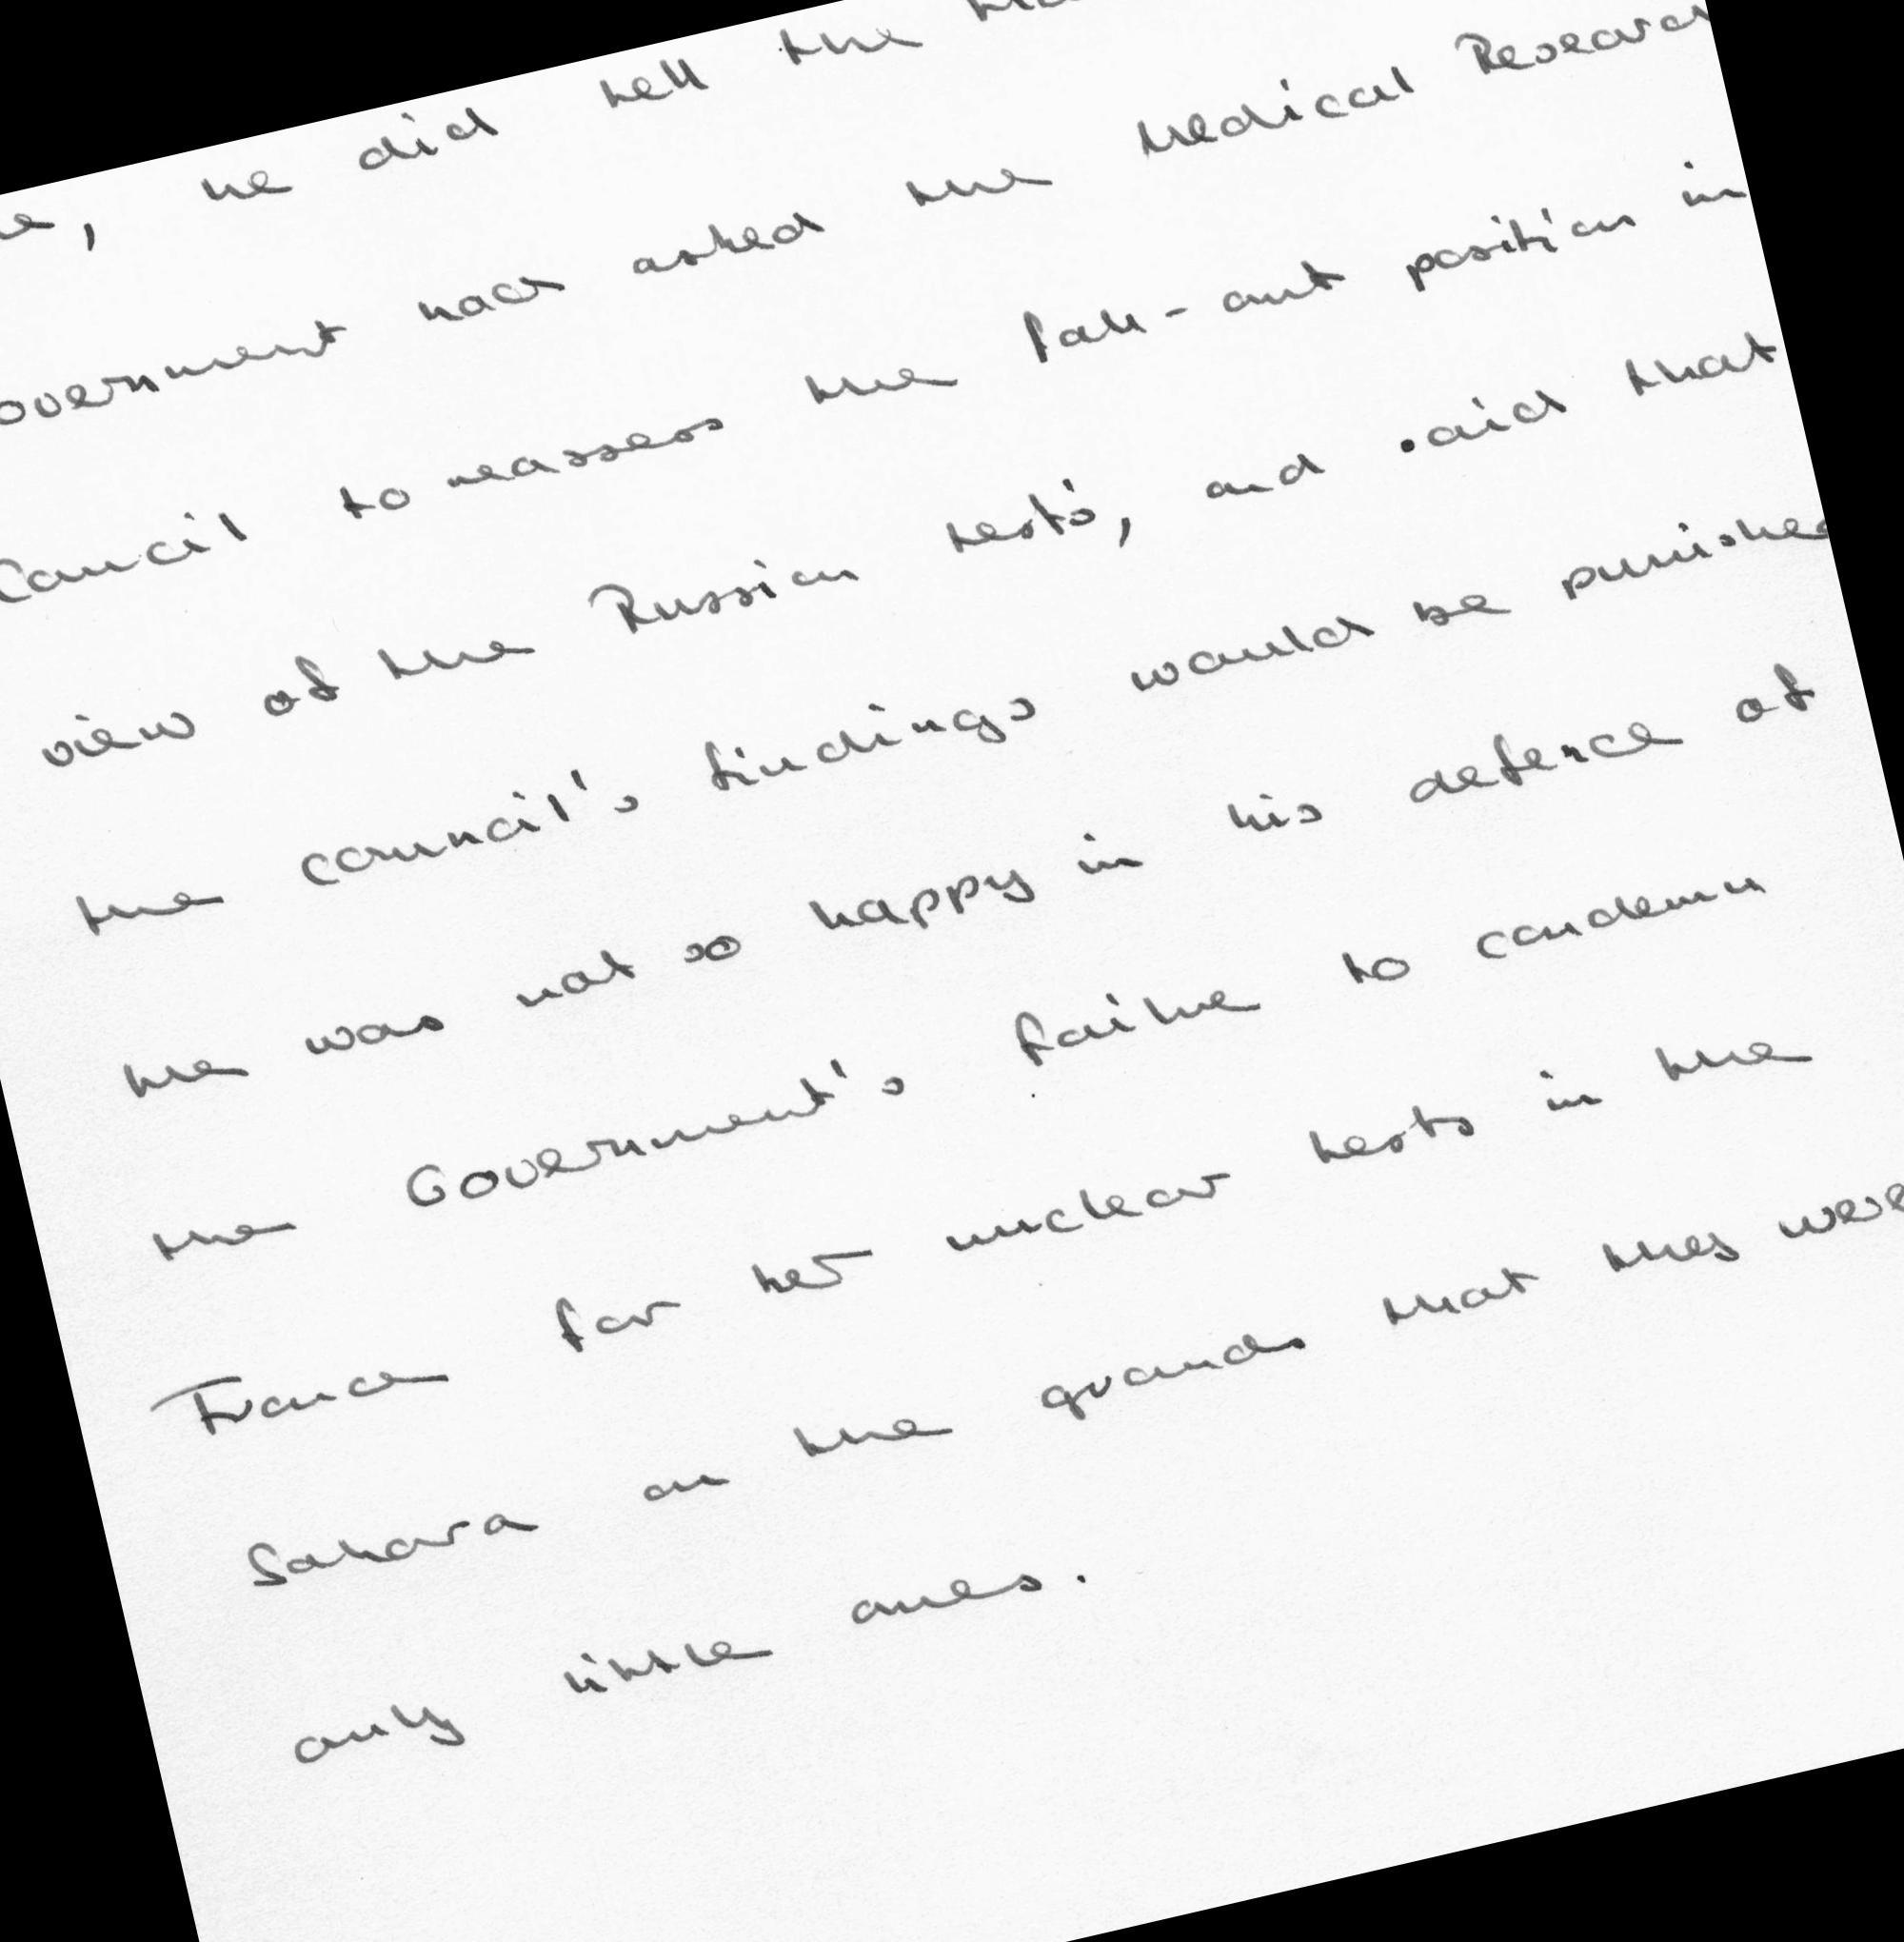 he did tell the
Government had asked the Medical Research
Council to reassess the fall-out position in
view of the Russian tests, and said that
the council's findings would be punished
he was not so happy in his defence of
the Government's failure to condemn
France for her nuclear tests in the
Sahara on the grounds that they were
only little ones.